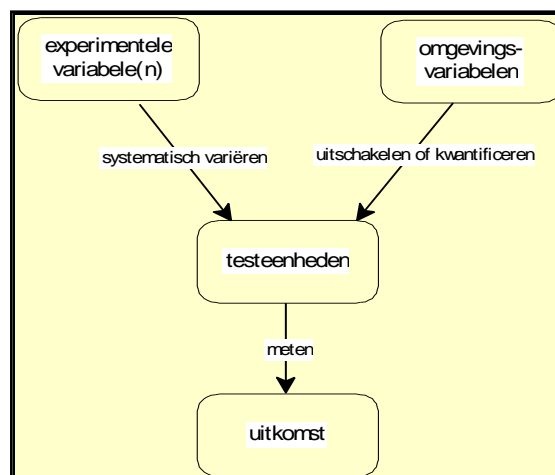 experimentele
variabele(n)
omgevings-
variabelen
systematisch variëren
uitschakelen of kwantificeren
testeenheden
meten
uitkomst